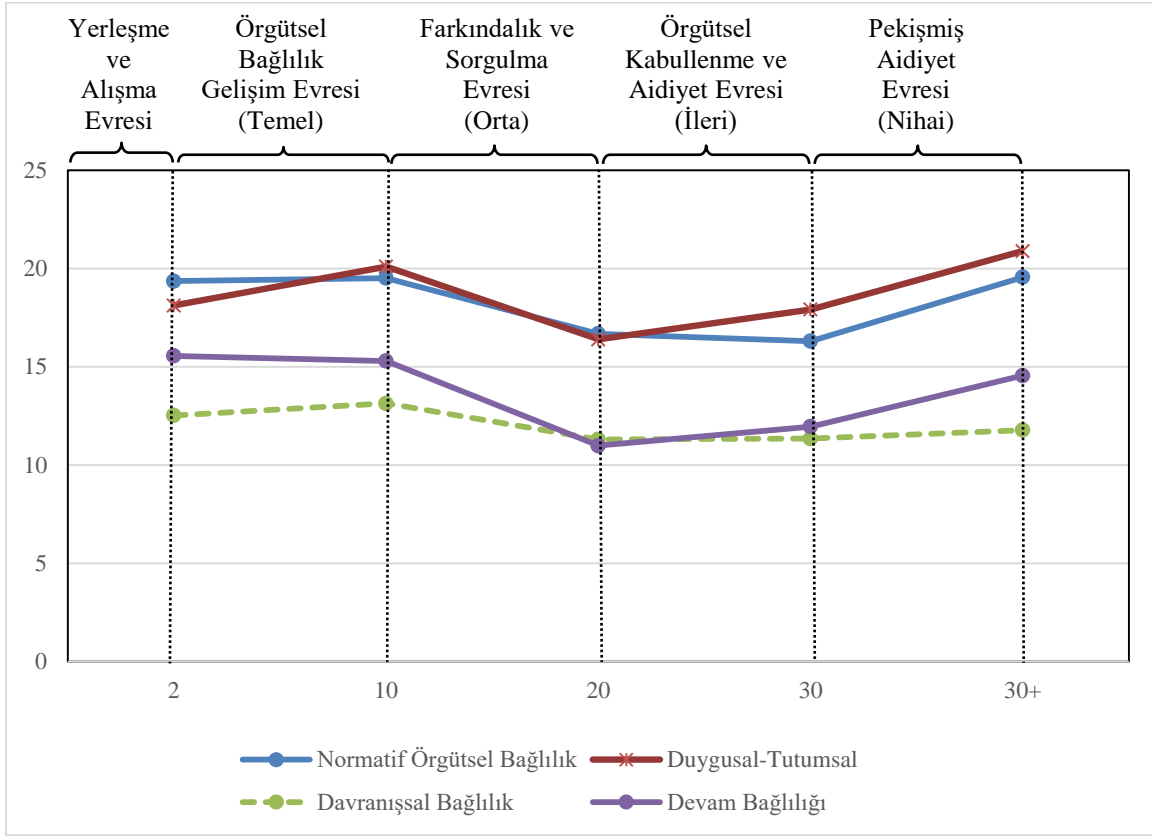 Yerleşme
ve
Alışma
Evresi
Örgütsel
Bağlılık
Gelişim Evresi
(Temel)
Farkındalık ve
Sorgulma
Evresi
(Orta)
Örgütsel
Kabullenme ve
Aidiyet Evresi
(İleri)
Pekişmiş
Aidiyet
Evresi
(Nihai)
25
20
15
10
5
0
2
10
20
30
30+
Normatif Örgütsel Bağlılık
Duygusal-Tutumsal
Davranışsal Bağlılık
Devam Bağlılığı